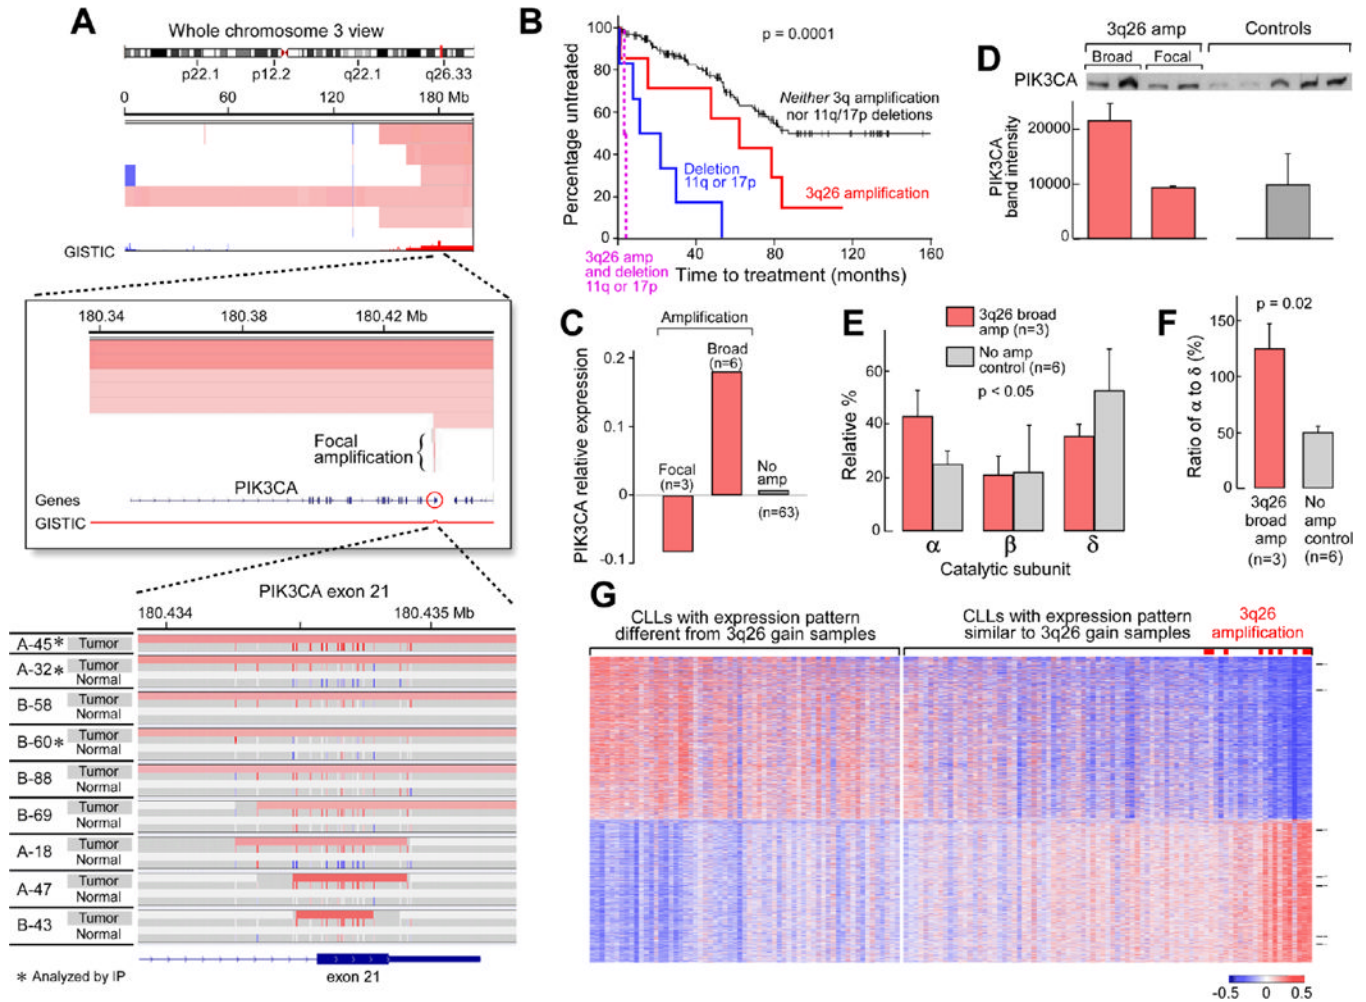 A
Whole chromosome 3 view
p22.1 p12.2 q22.1 q26.33
0 60 120 180 Mb
GISTIC
180.34 180.38 180.42 Mb
Focal
amplification
PIK3CA
Genes
GISTIC
PIK3CA exon 21
180.434 180.435 Mb
A-45* Tumor
A-32* Tumor
Normal
B-58 Tumor
Normal
B-60* Tumor
Normal
B-88 Tumor
Normal
B-69 Tumor
Normal
A-18 Tumor
Normal
A-47 Tumor
Normal
B-43 Tumor
Normal
* Analyzed by IP
exon 21
B
Percentage untreated
100
80
60
40
20
0
p = 0.0001
Neither 3q amplification
nor 11q/17p deletions
Deletion
11q or 17p
3q26 amplification
0 40 80 120 160
3q26 amp
and deletion
11q or 17p
Time to treatment (months)
C
PIK3CA relative expression
Amplification
Broad
(n=6)
Focal
(n=3)
No
amp
(n=63)
0.2
0.1
0
-0.1
D
3q26 amp Controls
Broad Focal
PIK3CA
PIK3CA
band intensity
20000
10000
0
E
3q26 broad
amp (n=3)
No amp
control (n=6)
p < 0.05
Relative %
60
40
20
0
α β δ
Catalytic subunit
F
p = 0.02
Ratio of α to δ (%)
150
100
50
0
3q26
broad
amp
(n=3)
No
amp
control
(n=6)
G
CLLs with expression pattern
different from 3q26 gain samples
CLLs with expression pattern
similar to 3q26 gain samples
3q26
amplification
-0.5 0 0.5